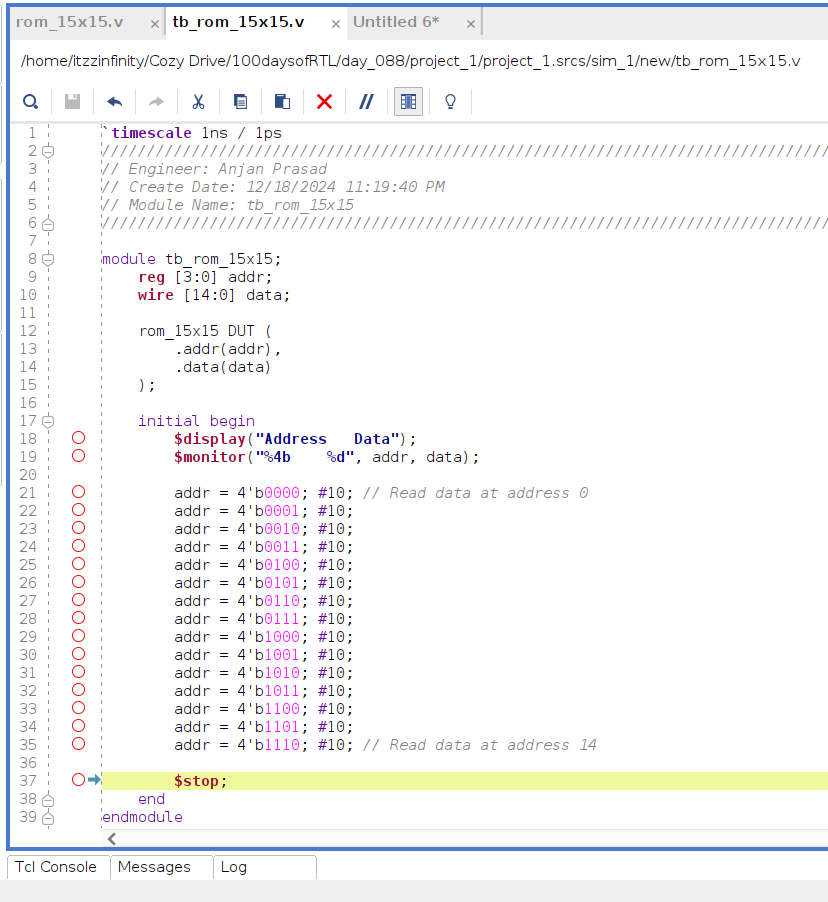 rom_15x15.v × tb_rom_15x15.v × Untitled 6* ×
/home/itzzinfinity/Cozy Drive/100daysofRTL/day_088/project_1/project_1.srcs/sim_1/new/tb_rom_15x15.v
1 `timescale 1ns / 1ps
2 /////////////////////////////////////////////////////////////////////////////////
3 // Engineer: Anjan Prasad
4 // Create Date: 12/18/2024 11:19:40 PM
5 // Module Name: tb_rom_15x15
6 /////////////////////////////////////////////////////////////////////////////////
7
8 module tb_rom_15x15;
9     reg [3:0] addr;
10     wire [14:0] data;
11
12     rom_15x15 DUT (
13         .addr(addr),
14         .data(data)
15     );
16
17     initial begin
18         $display("Address   Data");
19         $monitor("%4b    %d", addr, data);
20
21         addr = 4'b0000; #10; // Read data at address 0
22         addr = 4'b0001; #10;
23         addr = 4'b0010; #10;
24         addr = 4'b0011; #10;
25         addr = 4'b0100; #10;
26         addr = 4'b0101; #10;
27         addr = 4'b0110; #10;
28         addr = 4'b0111; #10;
29         addr = 4'b1000; #10;
30         addr = 4'b1001; #10;
31         addr = 4'b1010; #10;
32         addr = 4'b1011; #10;
33         addr = 4'b1100; #10;
34         addr = 4'b1101; #10;
35         addr = 4'b1110; #10; // Read data at address 14
36
37         $stop;
38     end
39 endmodule
Tcl Console Messages Log